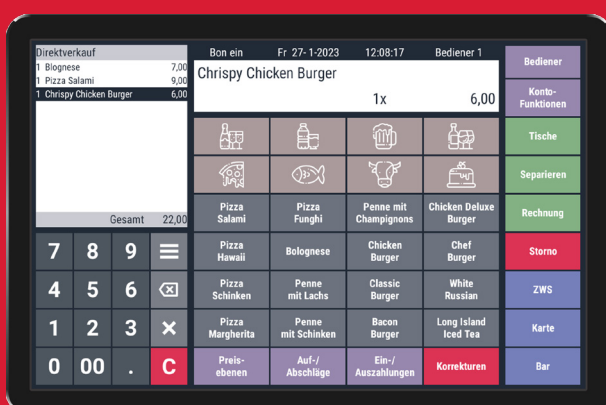 Direktverkauf
1 Blognese 7,00
1 Pizza Salami 9,00
1 Chrispy Chicken Burger 6,00
Gesamt 22,00
Bon ein Fr 27- 1-2023 12:08:17 Bediener 1
Chrispy Chicken Burger
1x 6,00
Pizza
Salami
Pizza
Funghi
Penne mit
Champignons
Chicken Deluxe
Burger
Pizza
Hawaii
Bolognese
Chicken
Burger
Chef
Burger
Pizza
Schinken
Penne
mit Lachs
Classic
Burger
White
Russian
Pizza
Margherita
Penne
mit Schinken
Bacon
Burger
Long Island
Iced Tea
Preis-
ebenen
Auf-/
Abschläge
Ein-/
Auszahlungen
Korrekturen
7 8 9
4 5 6
1 2 3
0 00 . C
Bediener
Konto-
Funktionen
Tische
Separieren
Rechnung
Storno
ZWS
Karte
Bar